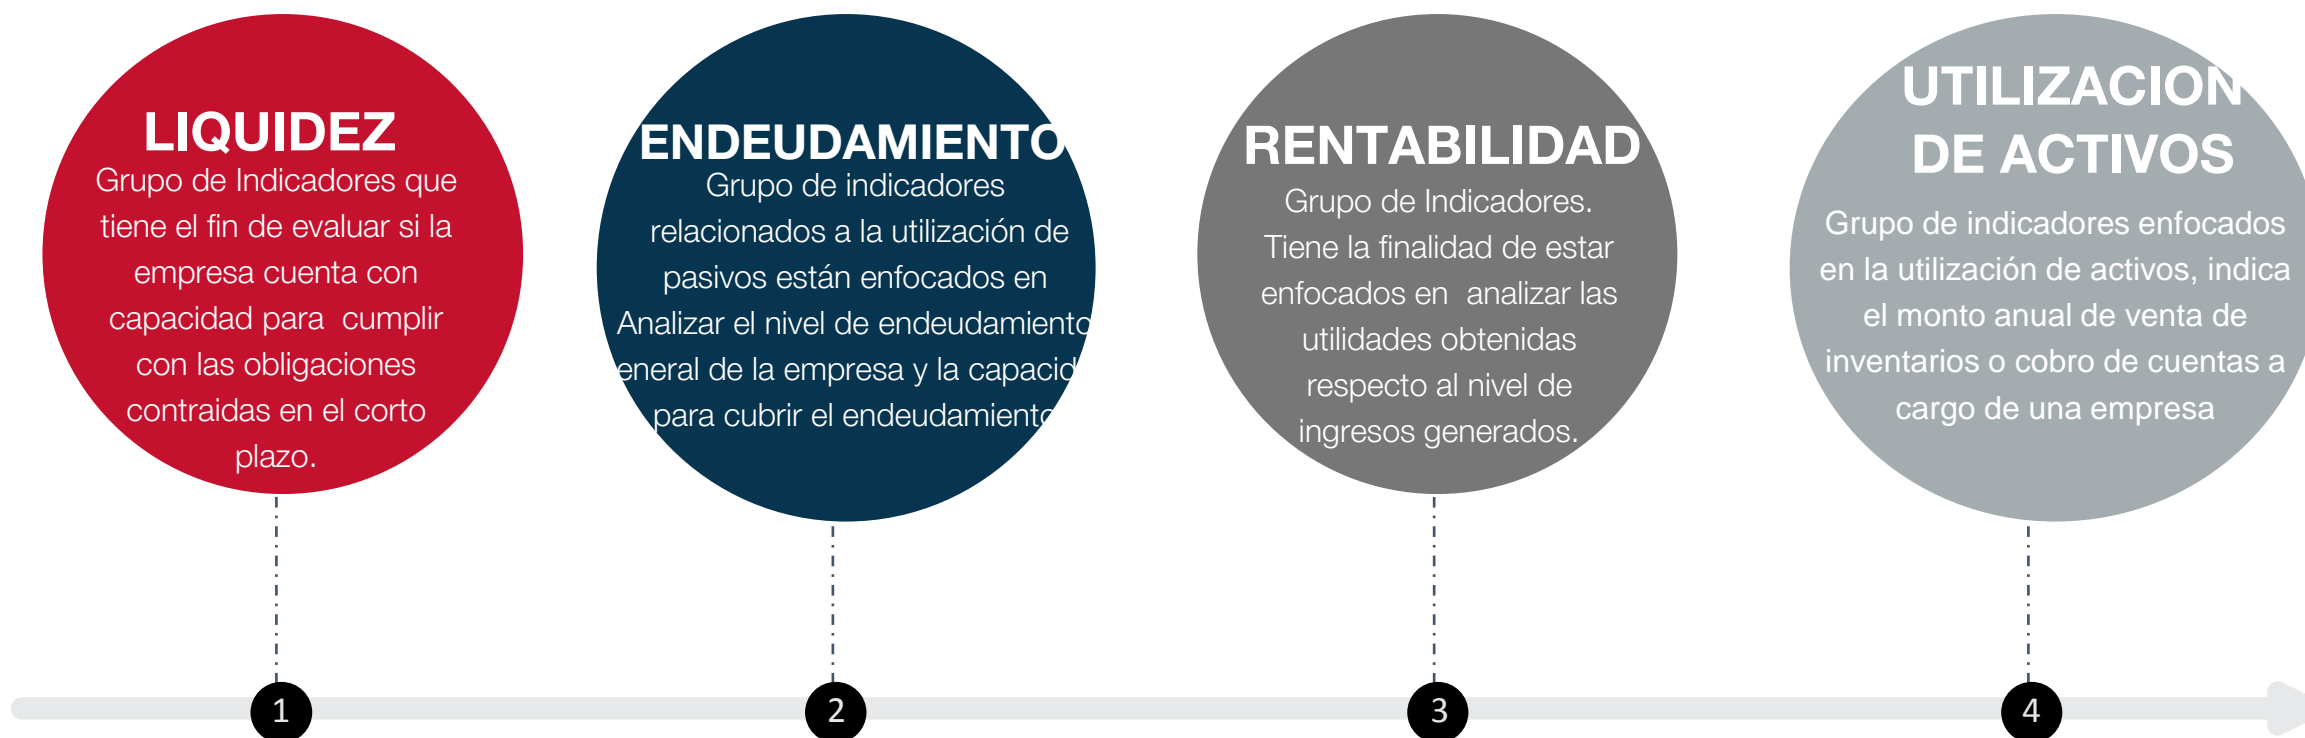 LIQUIDEZ
Grupo de Indicadores que
tiene el fin de evaluar si la
empresa cuenta con
capacidad para  cumplir
con las obligaciones
contraidas en el corto
plazo.
ENDEUDAMIENTO
Grupo de indicadores
relacionados a la utilización de
pasivos están enfocados en
Analizar el nivel de endeudamiento
eneral de la empresa y la capacid
para cubrir el endeudamiento
RENTABILIDAD
Grupo de Indicadores.
Tiene la finalidad de estar
enfocados en  analizar las
utilidades obtenidas
respecto al nivel de
ingresos generados.
UTILIZACION
DE ACTIVOS
Grupo de indicadores enfocados
en la utilización de activos, indica
el monto anual de venta de
inventarios o cobro de cuentas a
cargo de una empresa
1
2
3
4